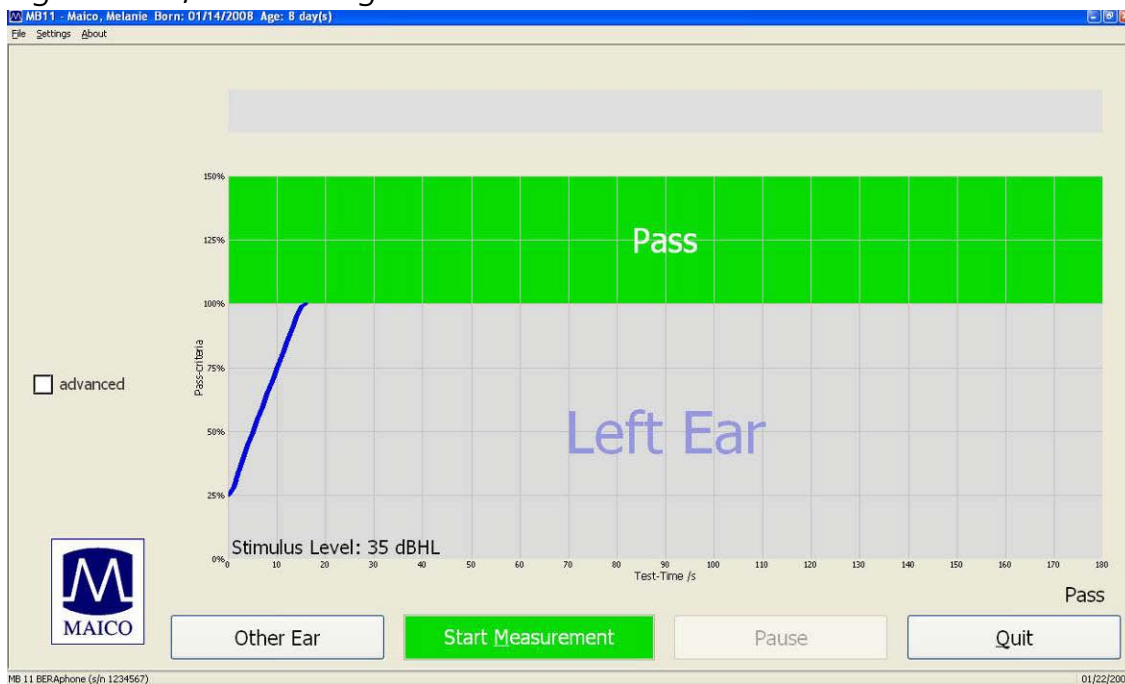 MB11 - Maico, Melanie Born: 01/14/2008 Age: 8 day(s)
File Settings About
150%
Pass
125%
100%
Pass-criteria
75%
advanced
Left Ear
50%
25%
Stimulus Level: 35 dBHL
0%
0 10 20 30 40 50 60 70 80 90 100 110 120 130 140 150 160 170 180
Test-Time /s
Pass
MAICO
Other Ear
Start Measurement
Pause
Quit
MB 11 BERAphone (s/n 1234567)
01/22/200